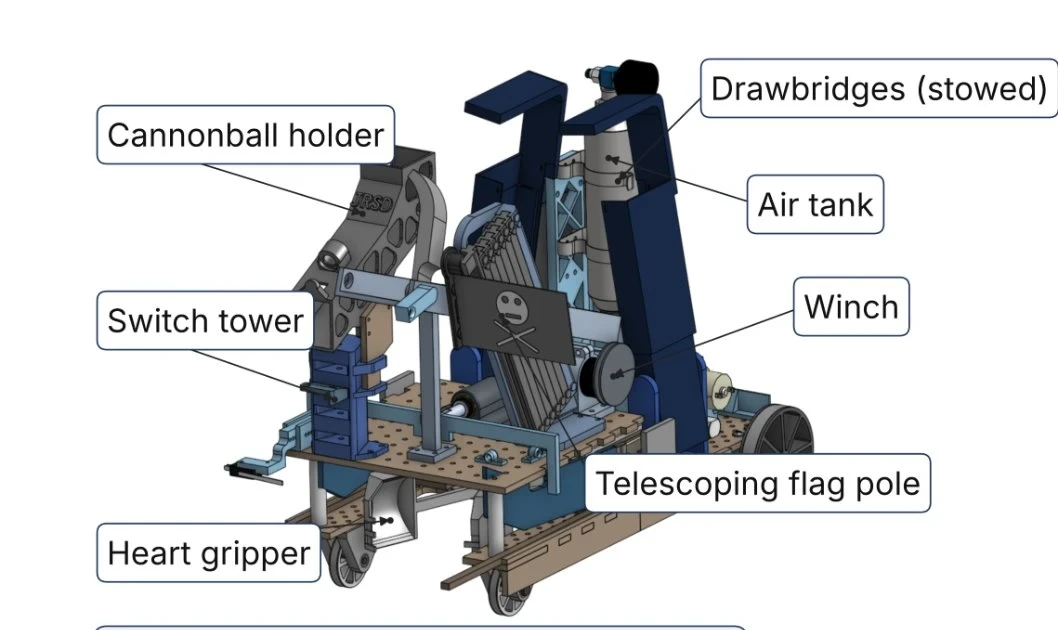 Drawbridges (stowed)
Cannonball holder
Air tank
Winch
Switch tower
Telescoping flag pole
Heart gripper